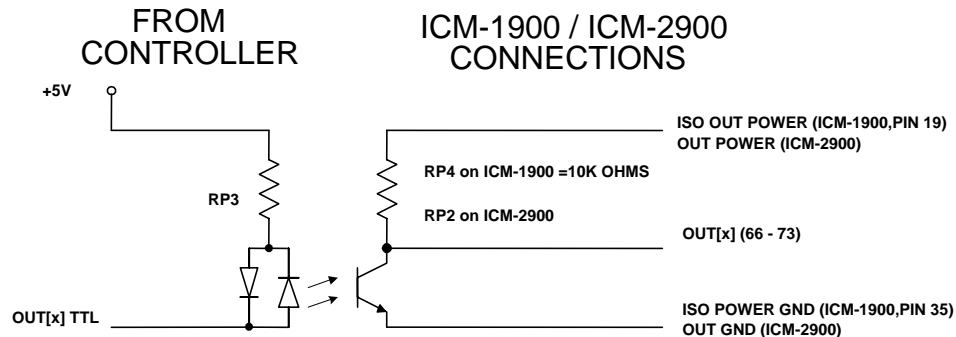 FROM
CONTROLLER
ICM-1900 / ICM-2900
CONNECTIONS
+5V
ISO OUT POWER (ICM-1900,PIN 19)
OUT POWER (ICM-2900)
RP4 on ICM-1900 =10K OHMS
RP3
RP2 on ICM-2900
OUT[x] (66 - 73)
OUT[x] TTL
ISO POWER GND (ICM-1900,PIN 35)
OUT GND (ICM-2900)